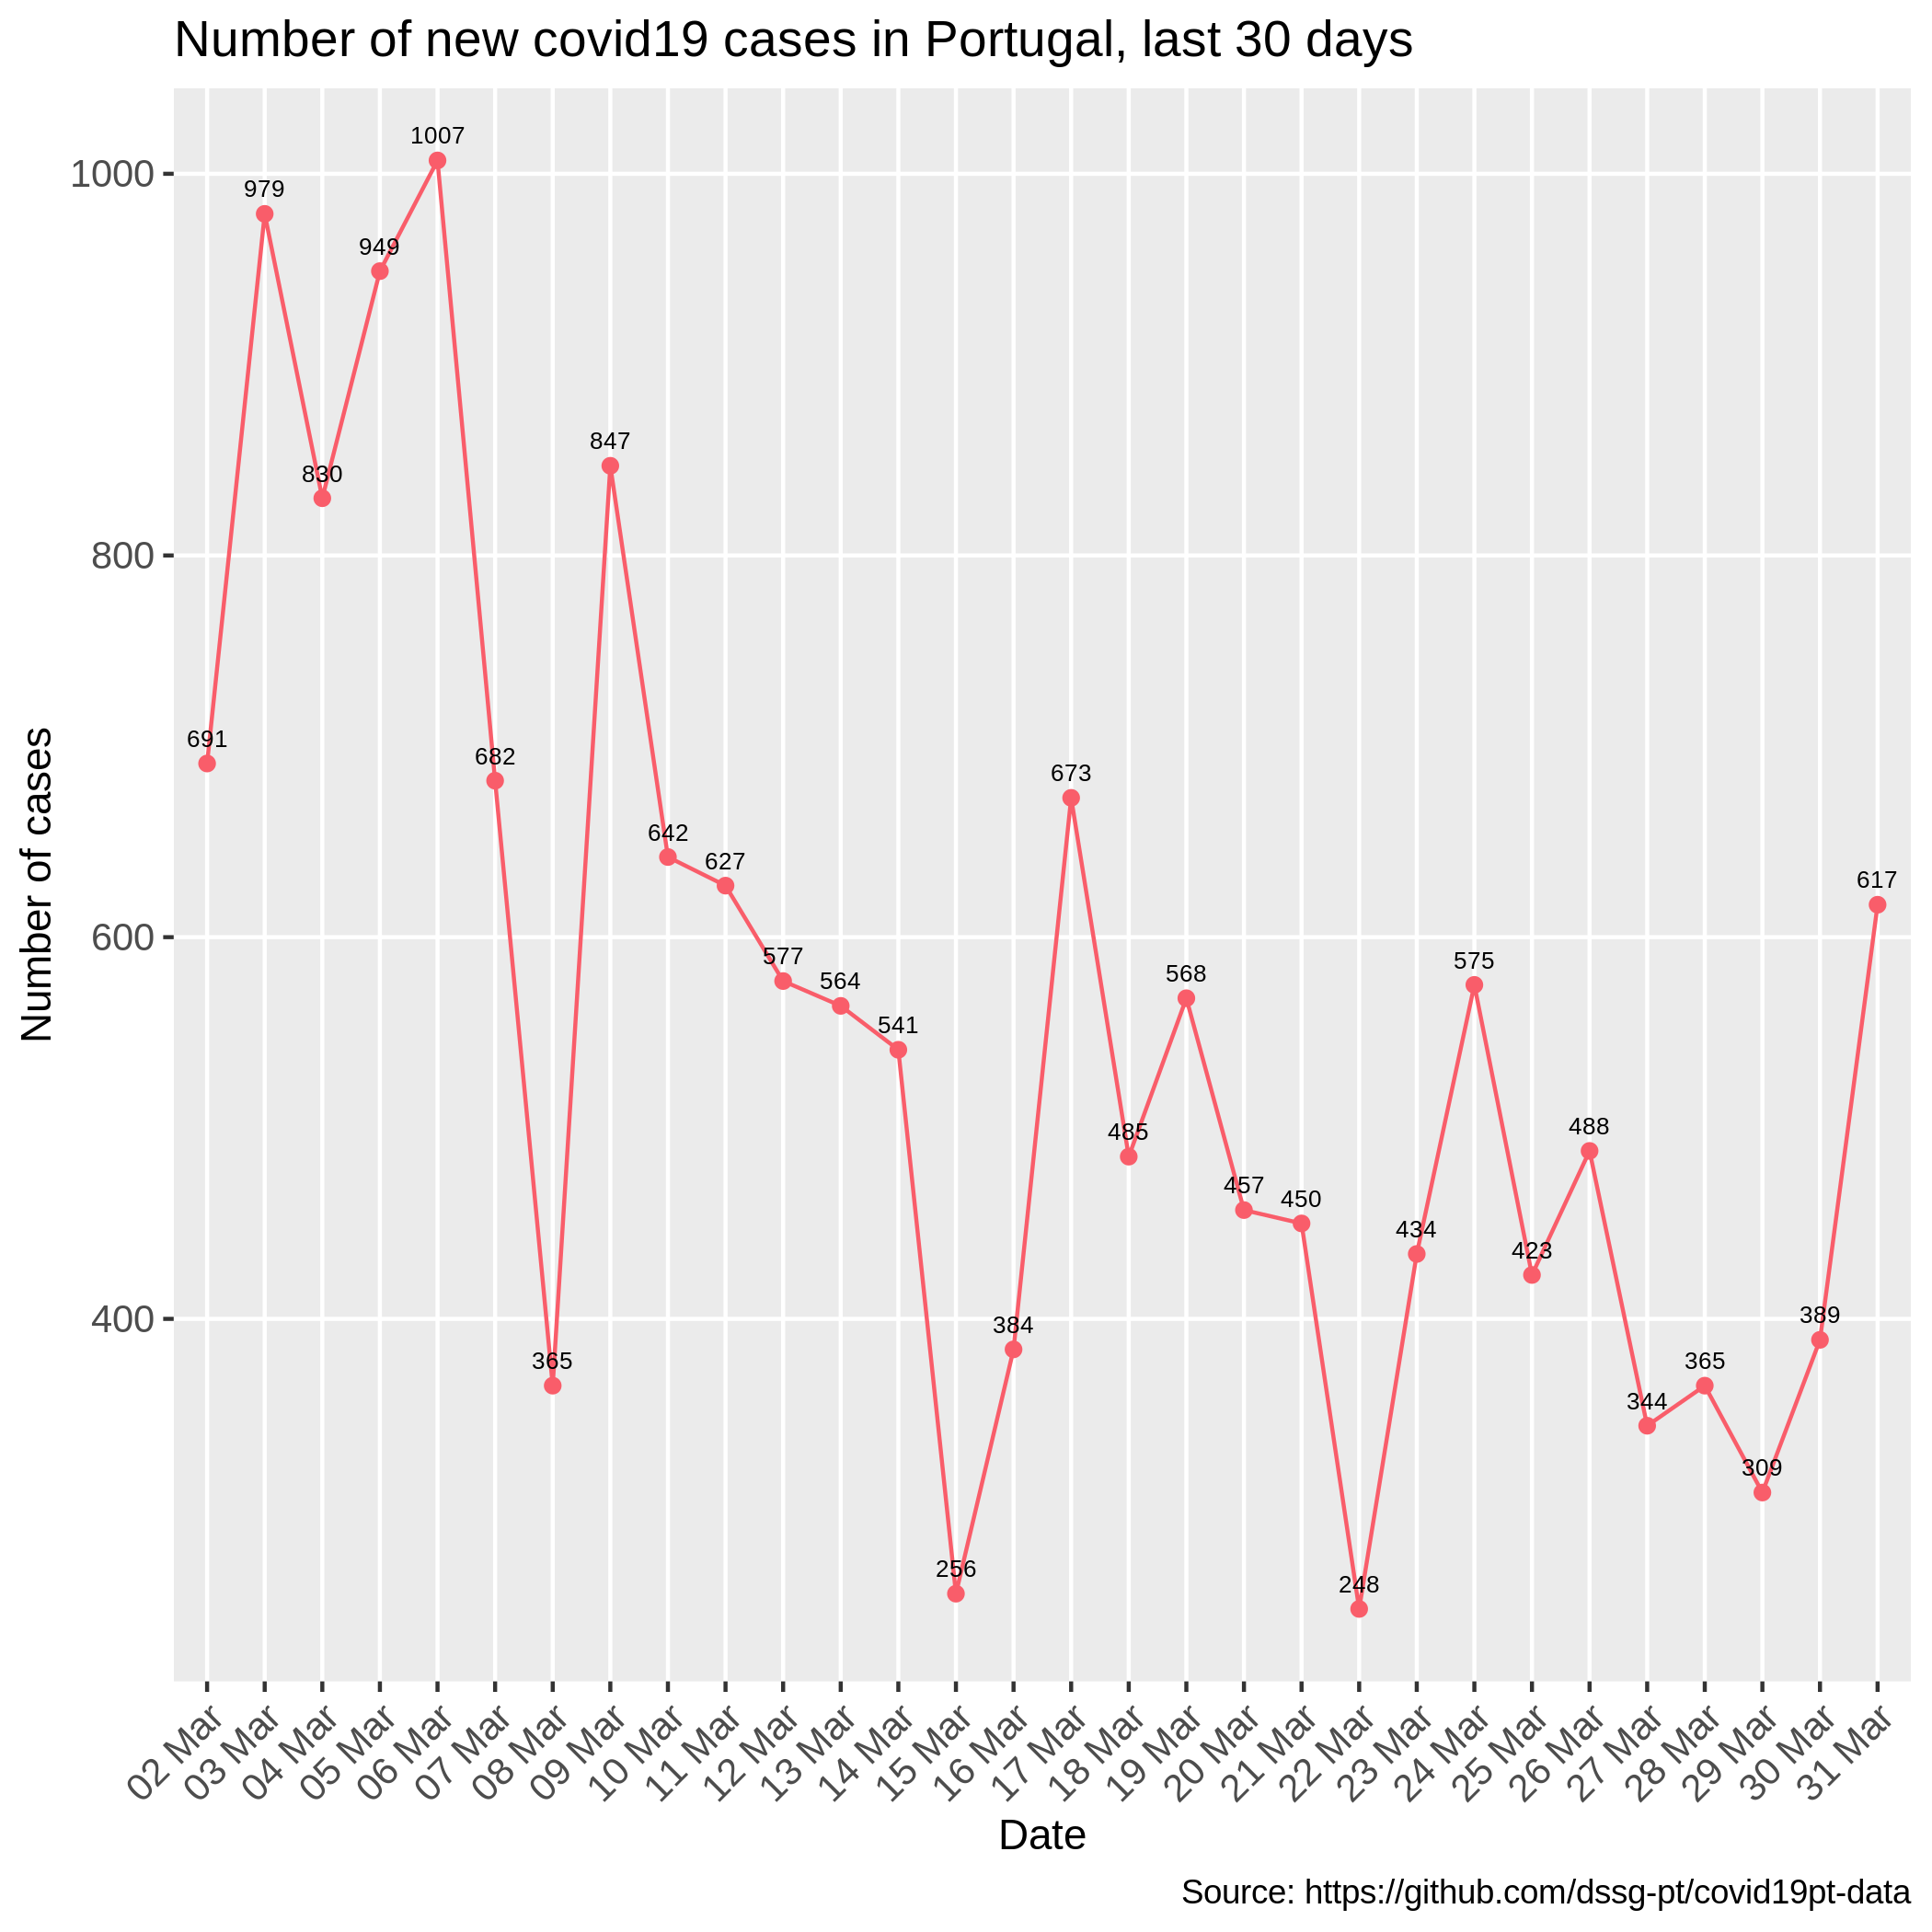 Number of new covid19 cases in Portugal, last 30 days
Number of cases
1000
800
600
400
691
979
830
949
1007
682
365
847
642
627
577
564
541
256
384
673
485
568
457
450
248
434
575
423
488
344
365
309
389
617
02 Mar
03 Mar
04 Mar
05 Mar
06 Mar
07 Mar
08 Mar
09 Mar
10 Mar
11 Mar
12 Mar
13 Mar
14 Mar
15 Mar
16 Mar
17 Mar
18 Mar
19 Mar
20 Mar
21 Mar
22 Mar
23 Mar
24 Mar
25 Mar
26 Mar
27 Mar
28 Mar
29 Mar
30 Mar
31 Mar
Date
Source: https://github.com/dssg-pt/covid19pt-data